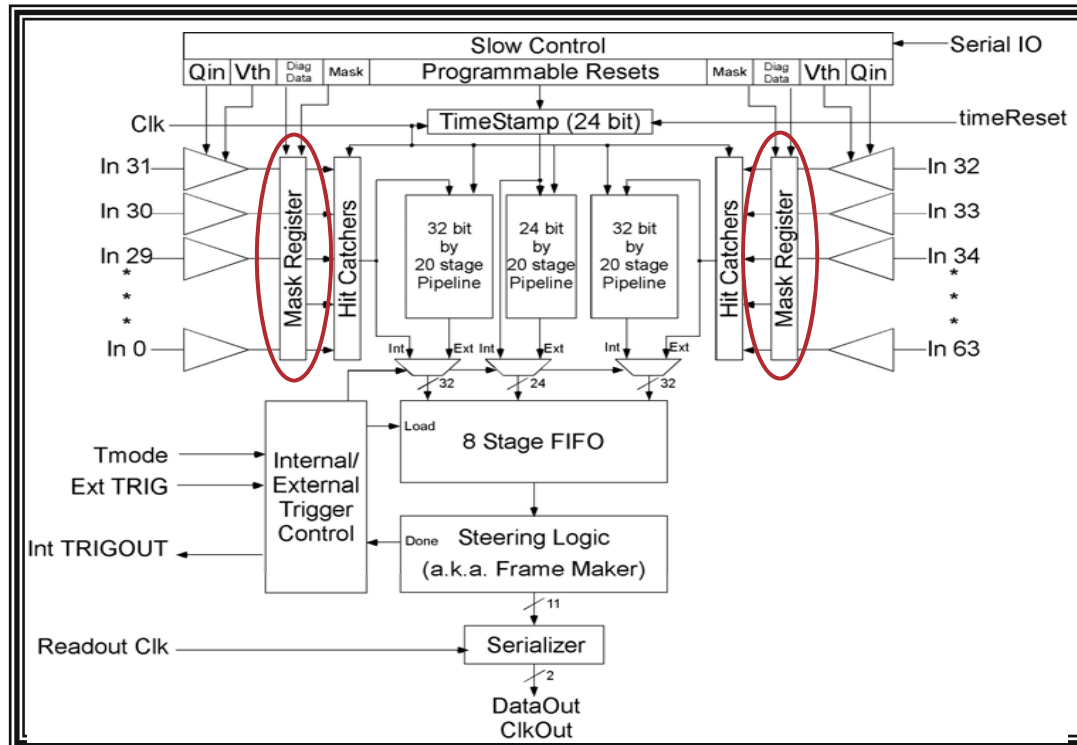 Slow Control
Serial IO
Qin Vth Diag Data Mask Programmable Resets Mask Diag Data Vth Qin
Clk
TimeStamp (24 bit)
timeReset
In 31
In 30
In 29
*
*
*
In 0
Mask Register
Hit Catchers
32 bit
by
20 stage
Pipeline
24 bit
by
20 stage
Pipeline
32 bit
by
20 stage
Pipeline
Hit Catchers
Mask Register
In 32
In 33
In 34
*
*
*
In 63
Int Ext Int Ext Int Ext
32 24 32
Load
8 Stage FIFO
Tmode
Ext TRIG
Int TRIGOUT
Internal/
External
Trigger
Control
Done
Steering Logic
(a.k.a. Frame Maker)
11
Readout Clk
Serializer
2
DataOut
ClkOut